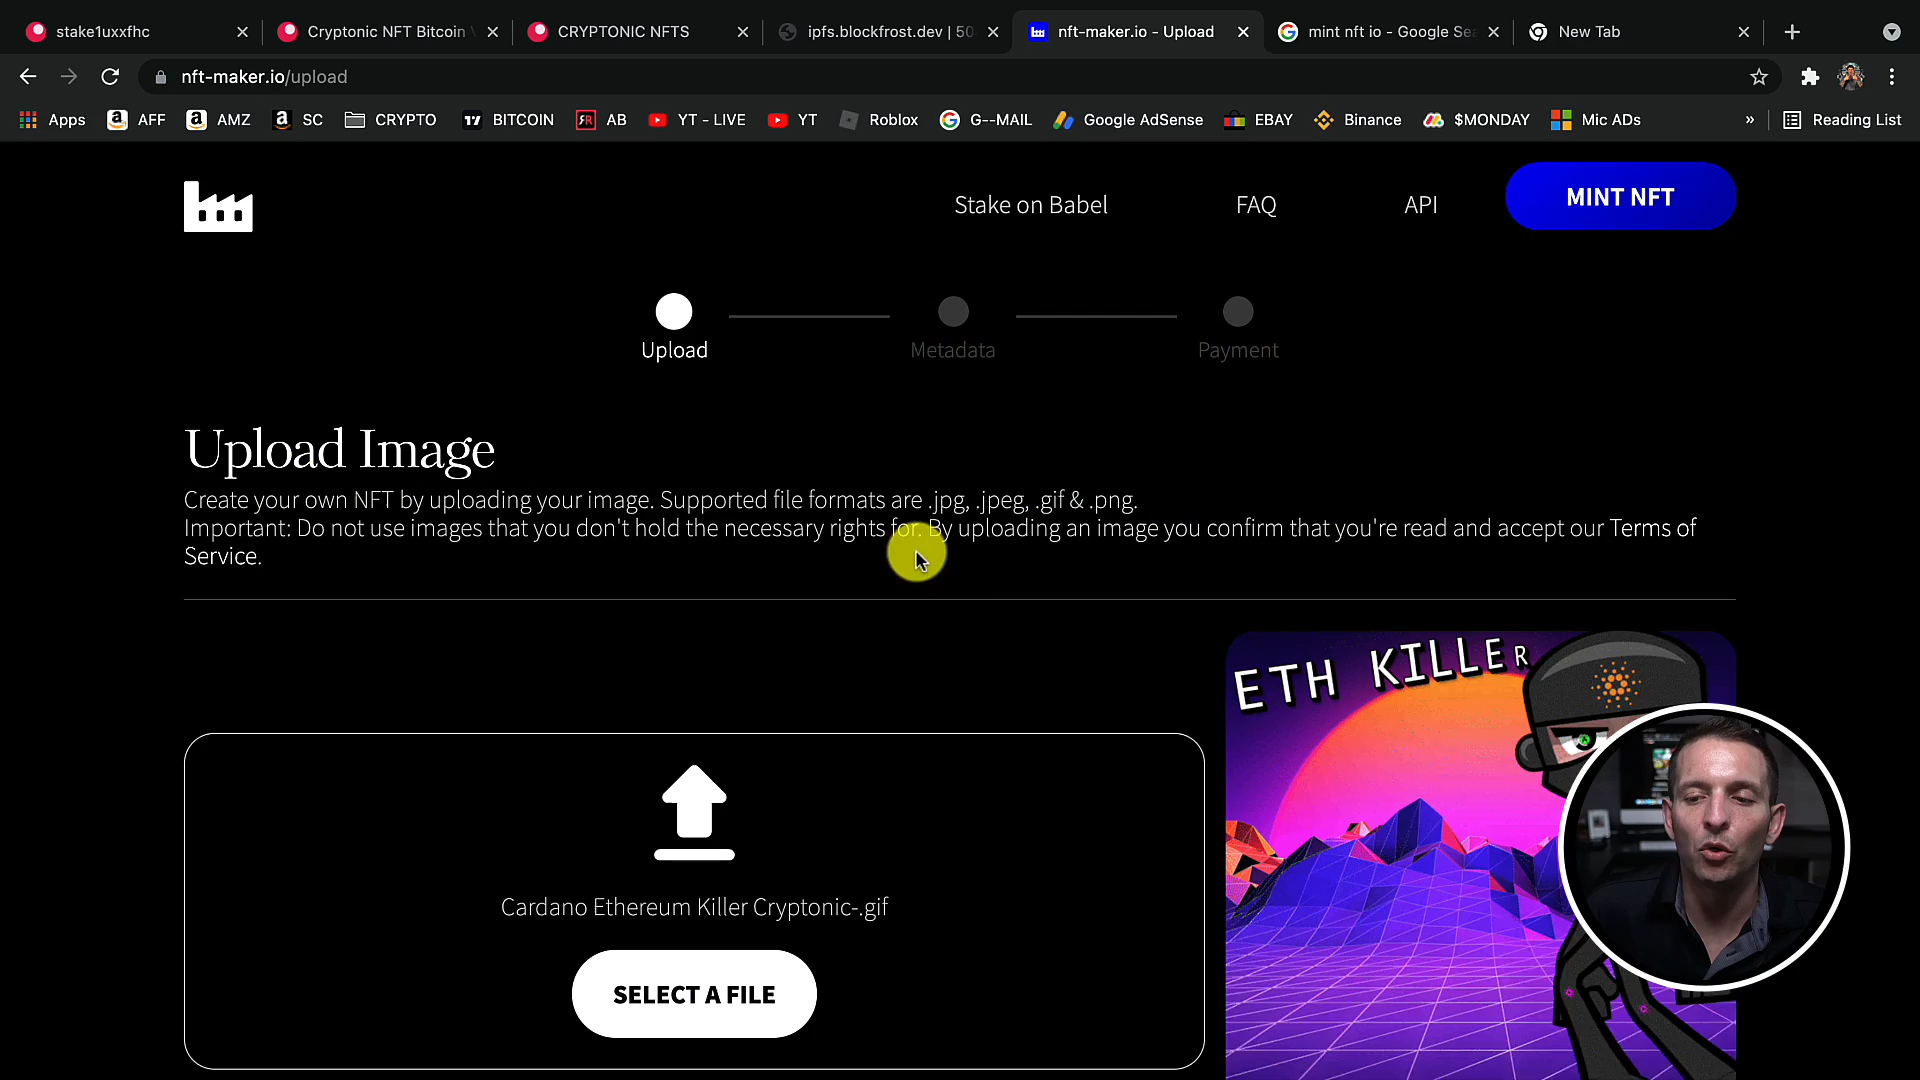 stake1uxxfhc
Cryptonic NFT Bitcoin
CRYPTONIC NFTS
ipfs.blockfrost.dev | 50
nft-maker.io - Upload
mint nft io - Google Sea
New Tab
nft-maker.io/upload
Apps AFF AMZ SC CRYPTO BITCOIN AB YT - LIVE YT Roblox G--MAIL Google AdSense EBAY Binance $MONDAY Mic ADs » Reading List
Stake on Babel FAQ API MINT NFT
Upload Metadata Payment
Upload Image
Create your own NFT by uploading your image. Supported file formats are .jpg, .jpeg, .gif & .png.
Important: Do not use images that you don't hold the necessary rights for. By uploading an image you confirm that you're read and accept our Terms of
Service.
ETH KILLER
Cardano Ethereum Killer Cryptonic-.gif
SELECT A FILE